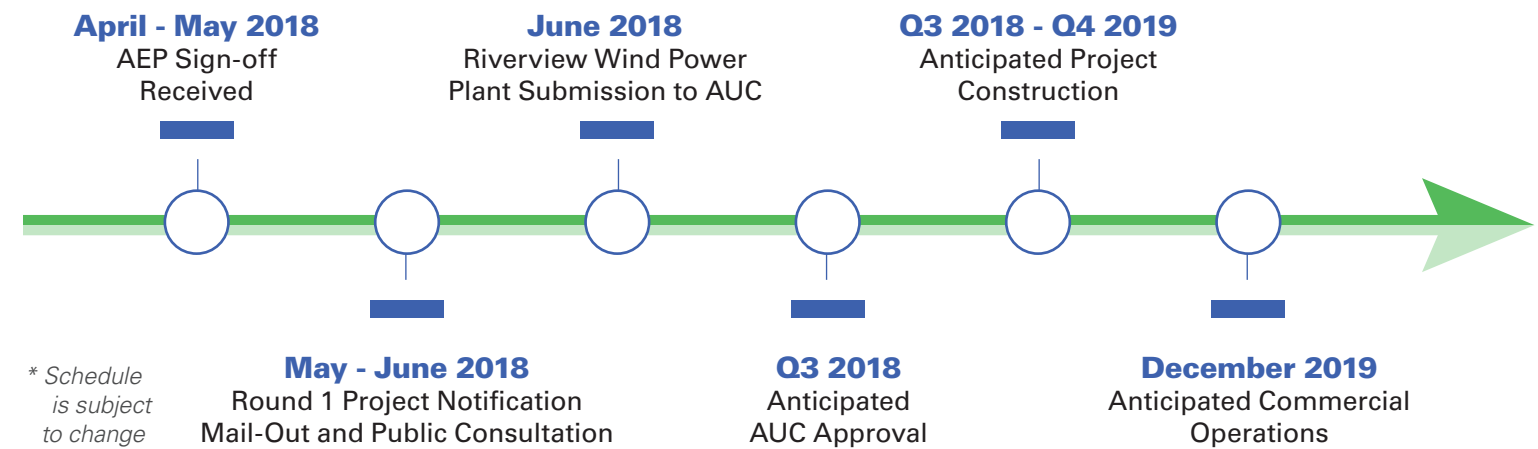 April - May 2018
AEP Sign-off
Received
May - June 2018
Round 1 Project Notification
Mail-Out and Public Consultation
June 2018
Riverview Wind Power
Plant Submission to AUC
Q3 2018
Anticipated
AUC Approval
Q3 2018 - Q4 2019
Anticipated Project
Construction
December 2019
Anticipated Commercial
Operations
* Schedule
is subject
to change